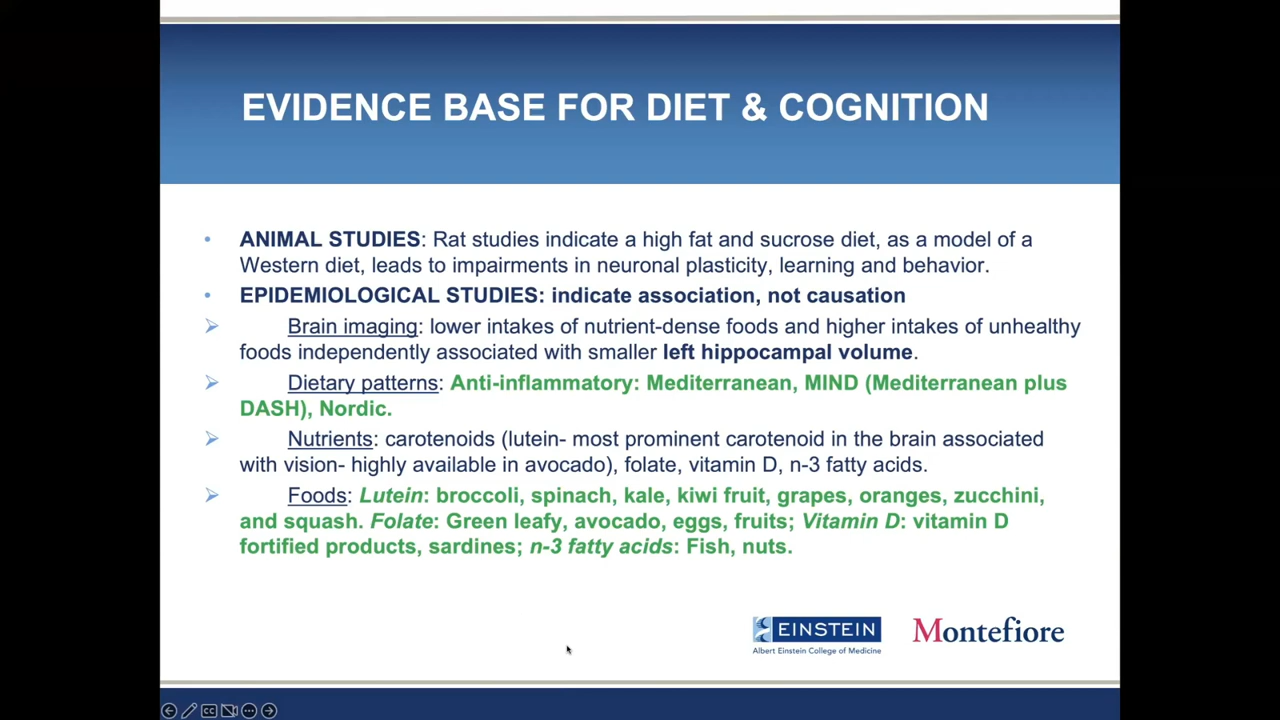 EVIDENCE BASE FOR DIET & COGNITION
• ANIMAL STUDIES: Rat studies indicate a high fat and sucrose diet, as a model of a
Western diet, leads to impairments in neuronal plasticity, learning and behavior.
• EPIDEMIOLOGICAL STUDIES: indicate association, not causation
➢ Brain imaging: lower intakes of nutrient-dense foods and higher intakes of unhealthy
foods independently associated with smaller left hippocampal volume.
➢ Dietary patterns: Anti-inflammatory: Mediterranean, MIND (Mediterranean plus
DASH), Nordic.
➢ Nutrients: carotenoids (lutein- most prominent carotenoid in the brain associated
with vision- highly available in avocado), folate, vitamin D, n-3 fatty acids.
➢ Foods: Lutein: broccoli, spinach, kale, kiwi fruit, grapes, oranges, zucchini,
and squash. Folate: Green leafy, avocado, eggs, fruits; Vitamin D: vitamin D
fortified products, sardines; n-3 fatty acids: Fish, nuts.
EINSTEIN
Albert Einstein College of Medicine
Montefiore
CC